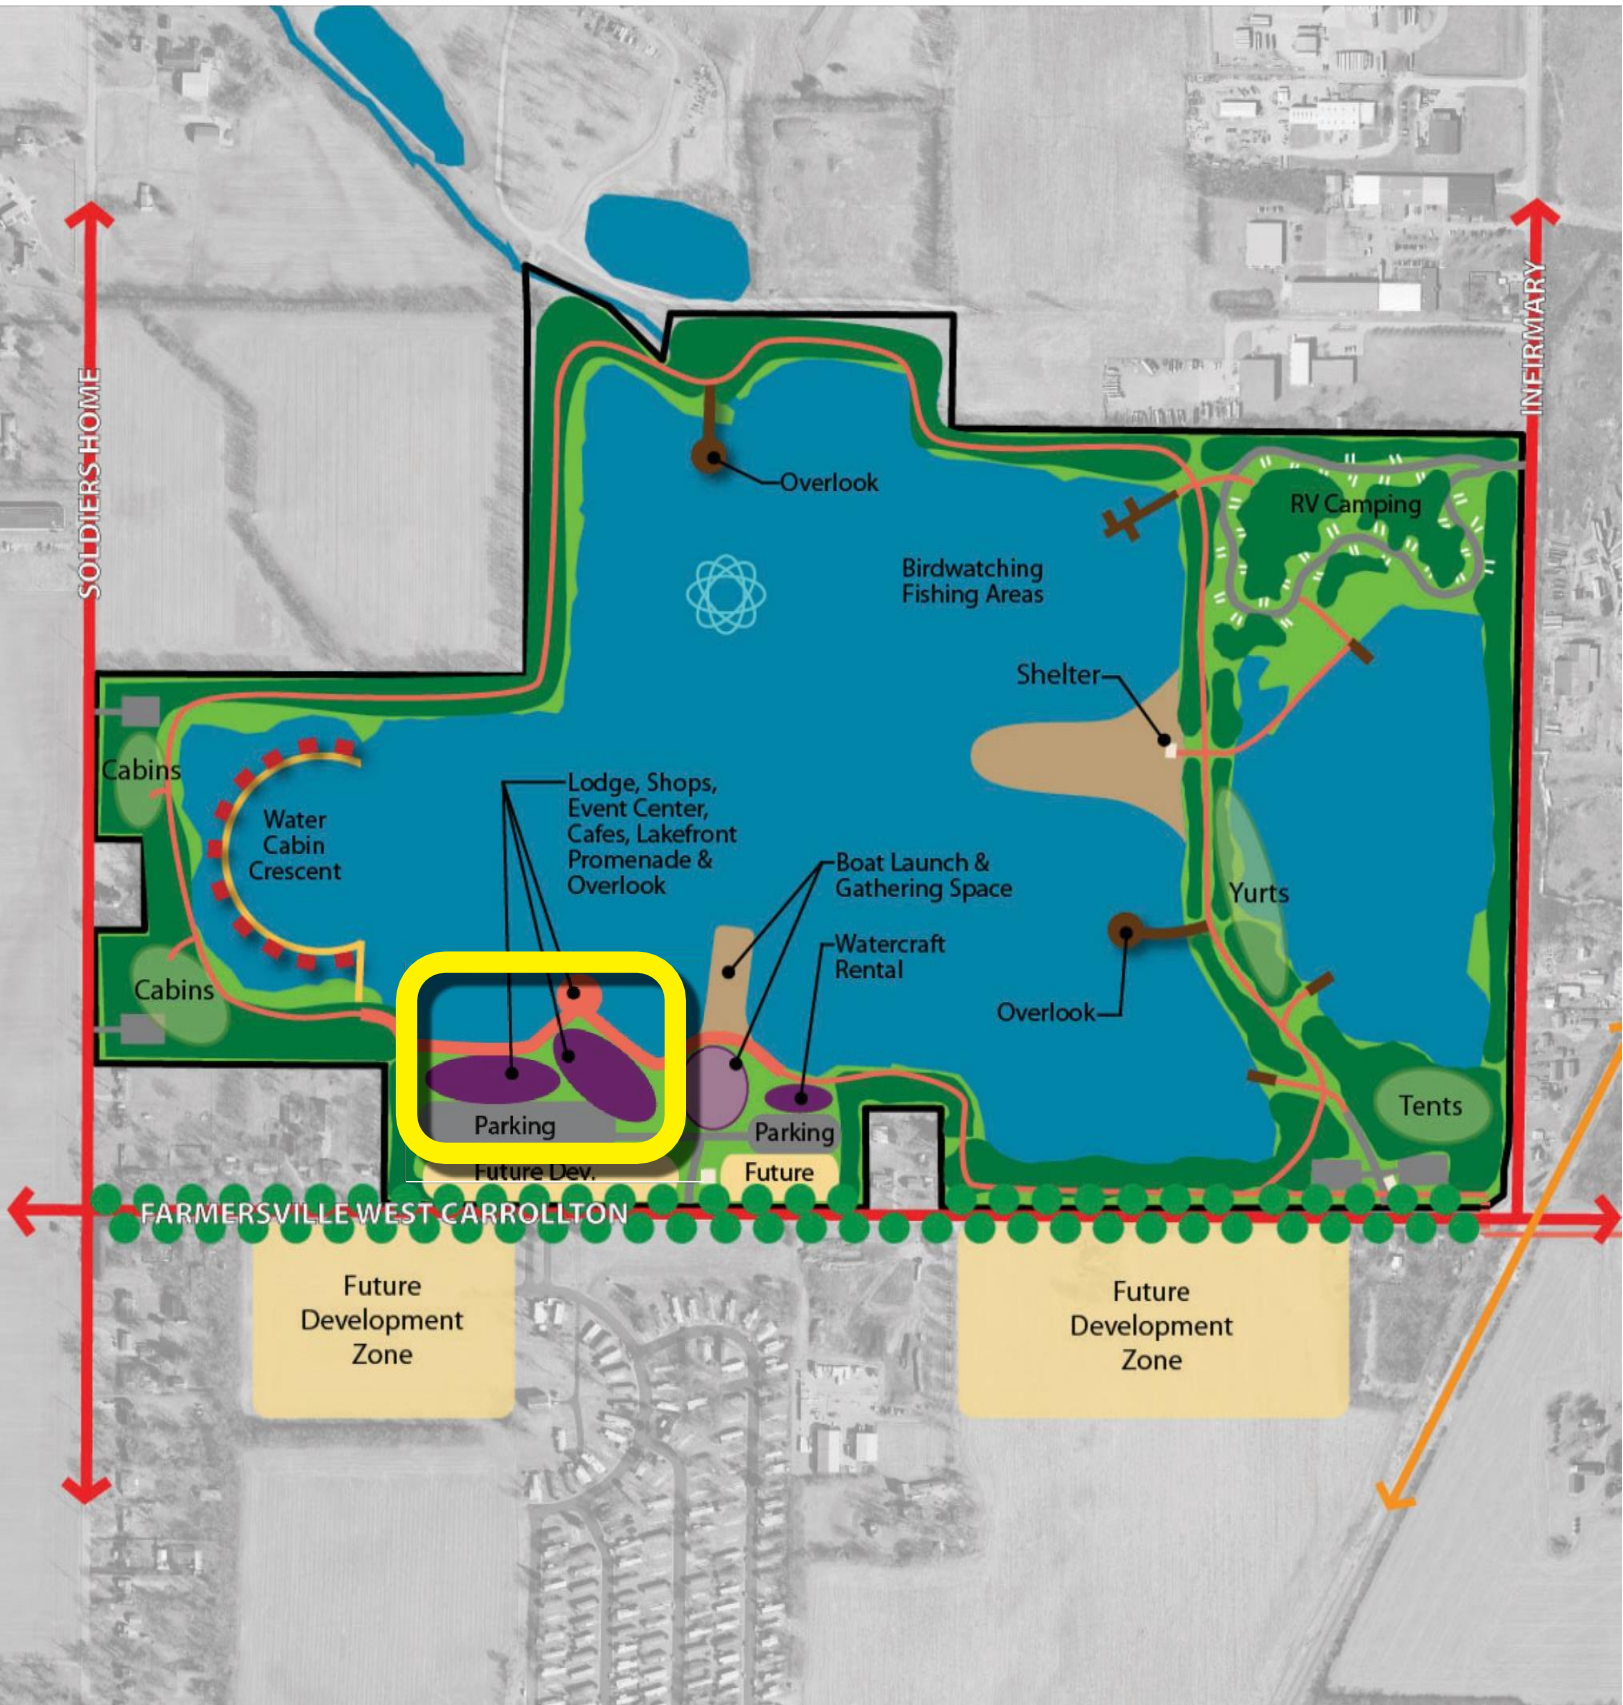 SOLDIERS HOME
INFIRMARY
Overlook
RV Camping
Birdwatching
Fishing Areas
Shelter
Cabins
Water
Cabin
Crescent
Lodge, Shops,
Event Center,
Cafes, Lakefront
Promenade &
Overlook
Boat Launch &
Gathering Space
Yurts
Watercraft
Rental
Cabins
Overlook
Tents
Parking
Parking
Future Dev.
Future
FARMERSVILLE WEST CARROLLTON
Future
Development
Zone
Future
Development
Zone